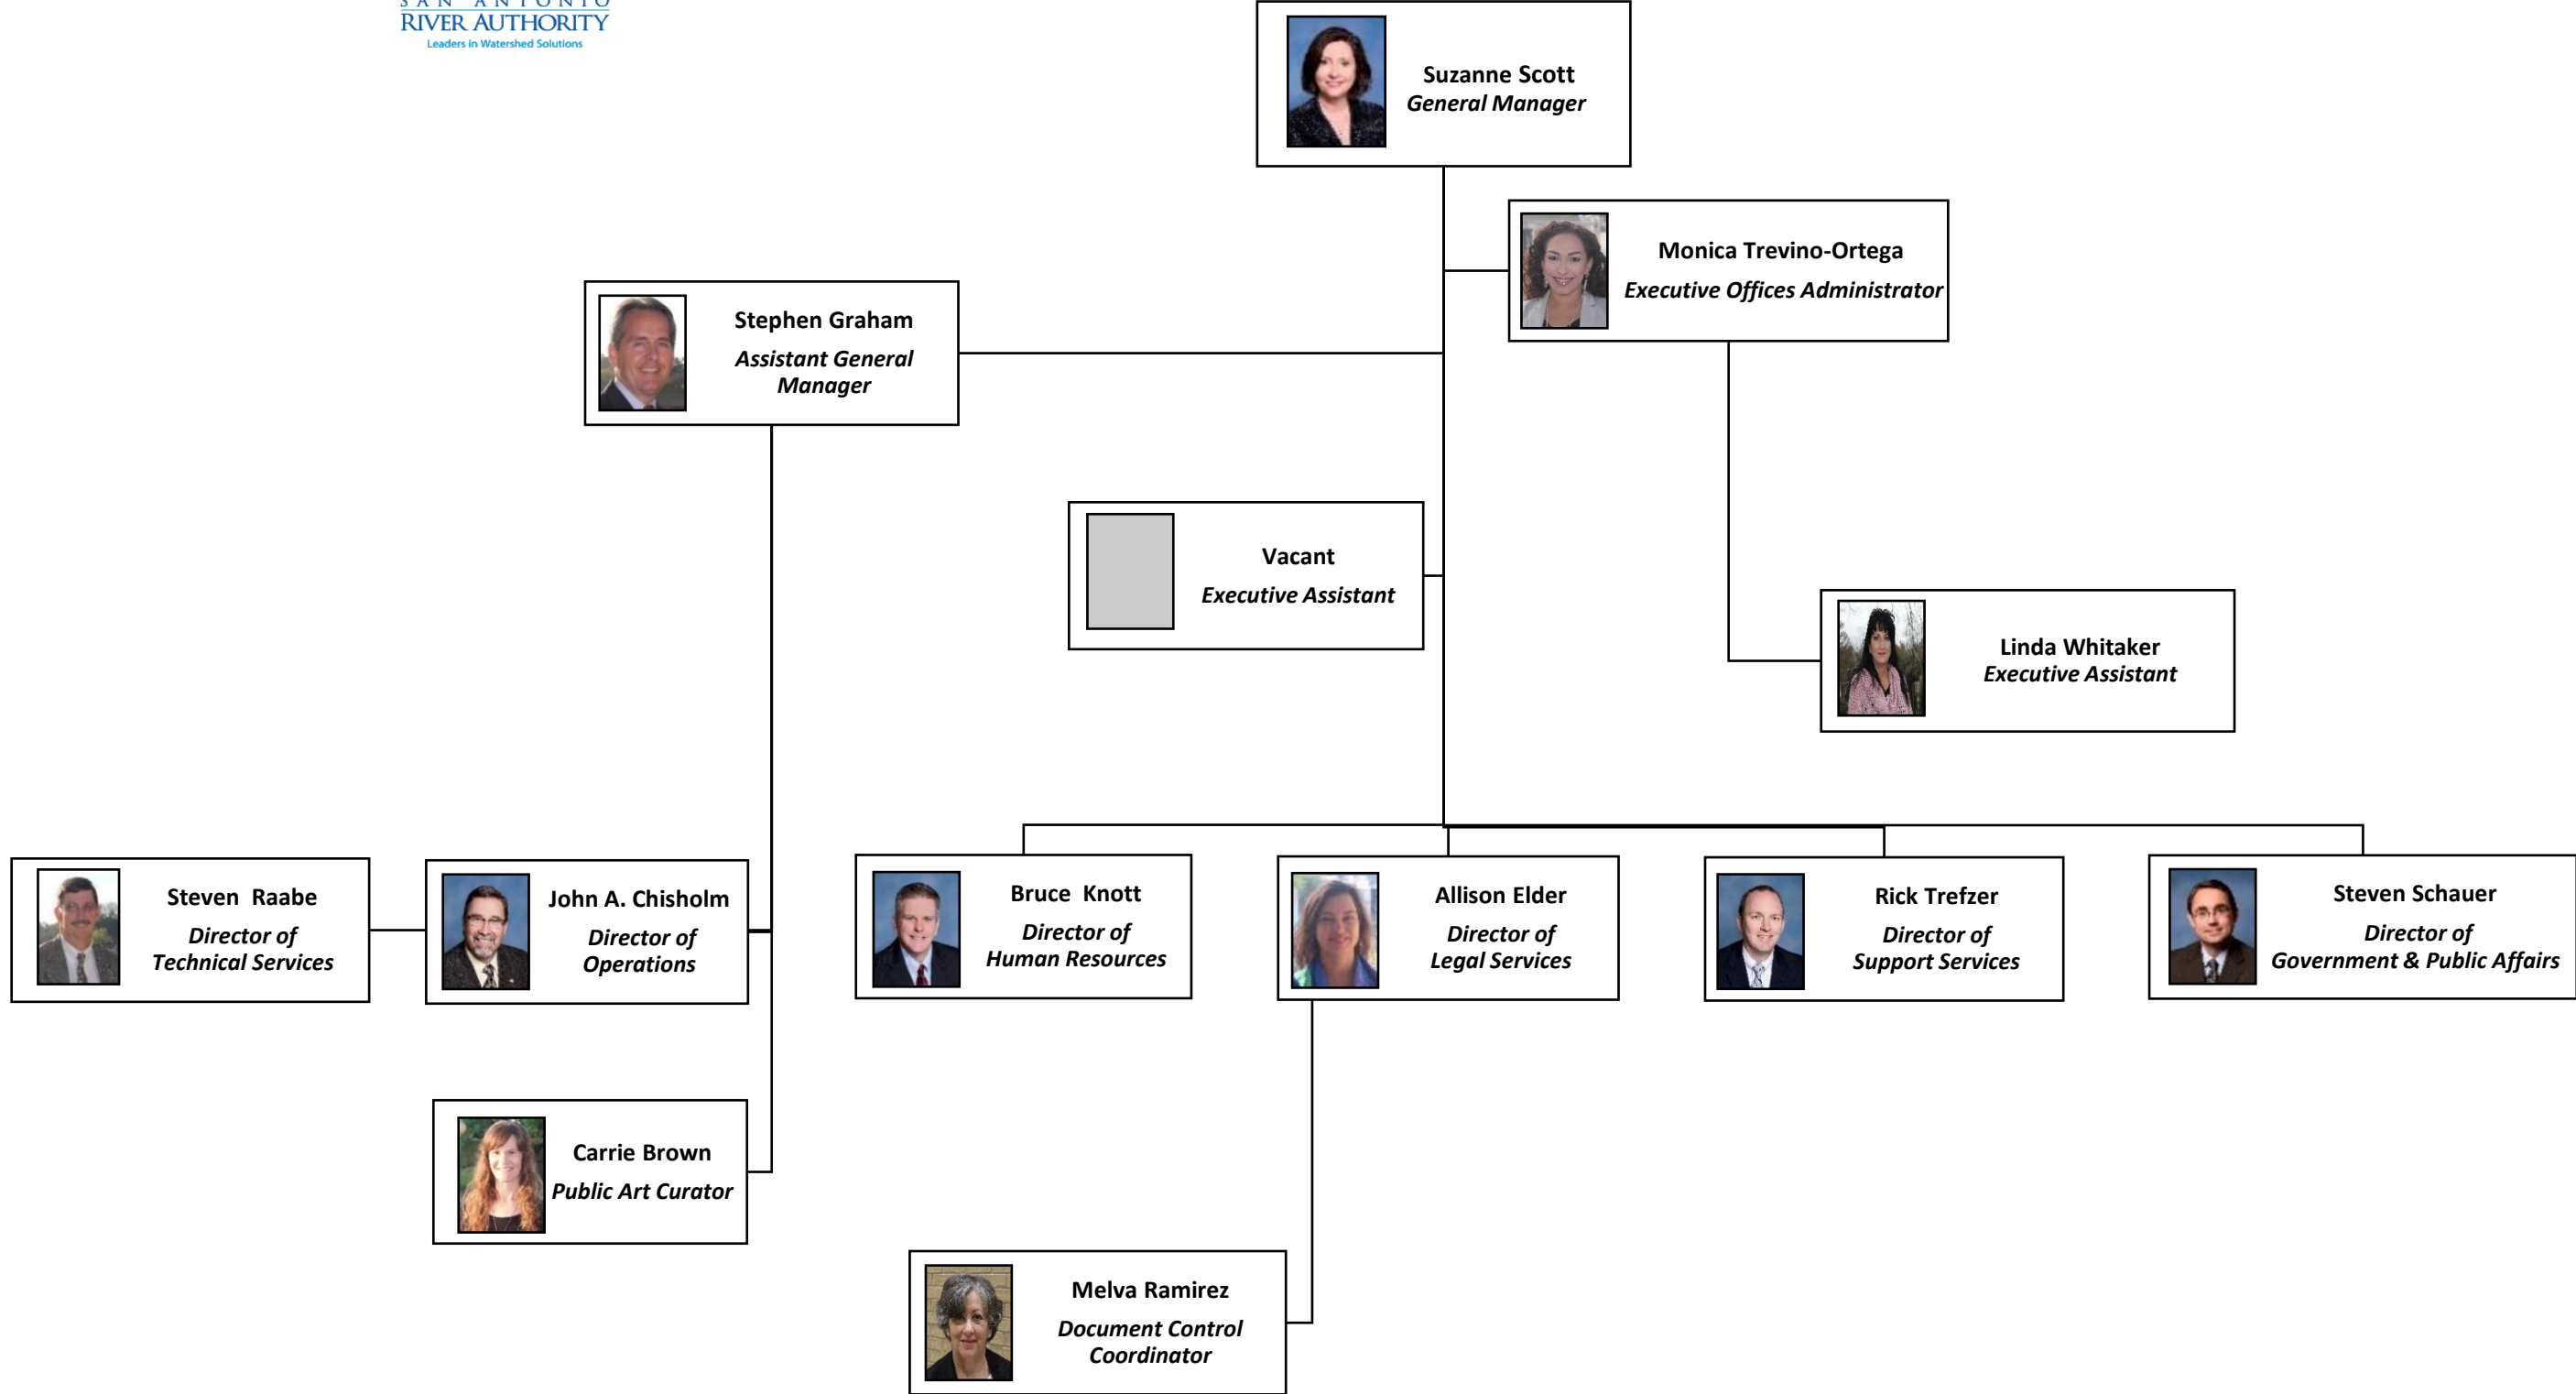 SAN ANTONIO
RIVER AUTHORITY
Leaders in Watershed Solutions
Suzanne Scott
General Manager
Monica Trevino-Ortega
Executive Offices Administrator
Stephen Graham
Assistant General
Manager
Vacant
Executive Assistant
Linda Whitaker
Executive Assistant
Steven Raabe
Director of
Technical Services
John A. Chisholm
Director of
Operations
Bruce Knott
Director of
Human Resources
Allison Elder
Director of
Legal Services
Rick Trefzer
Director of
Support Services
Steven Schauer
Director of
Government & Public Affairs
Carrie Brown
Public Art Curator
Melva Ramirez
Document Control
Coordinator